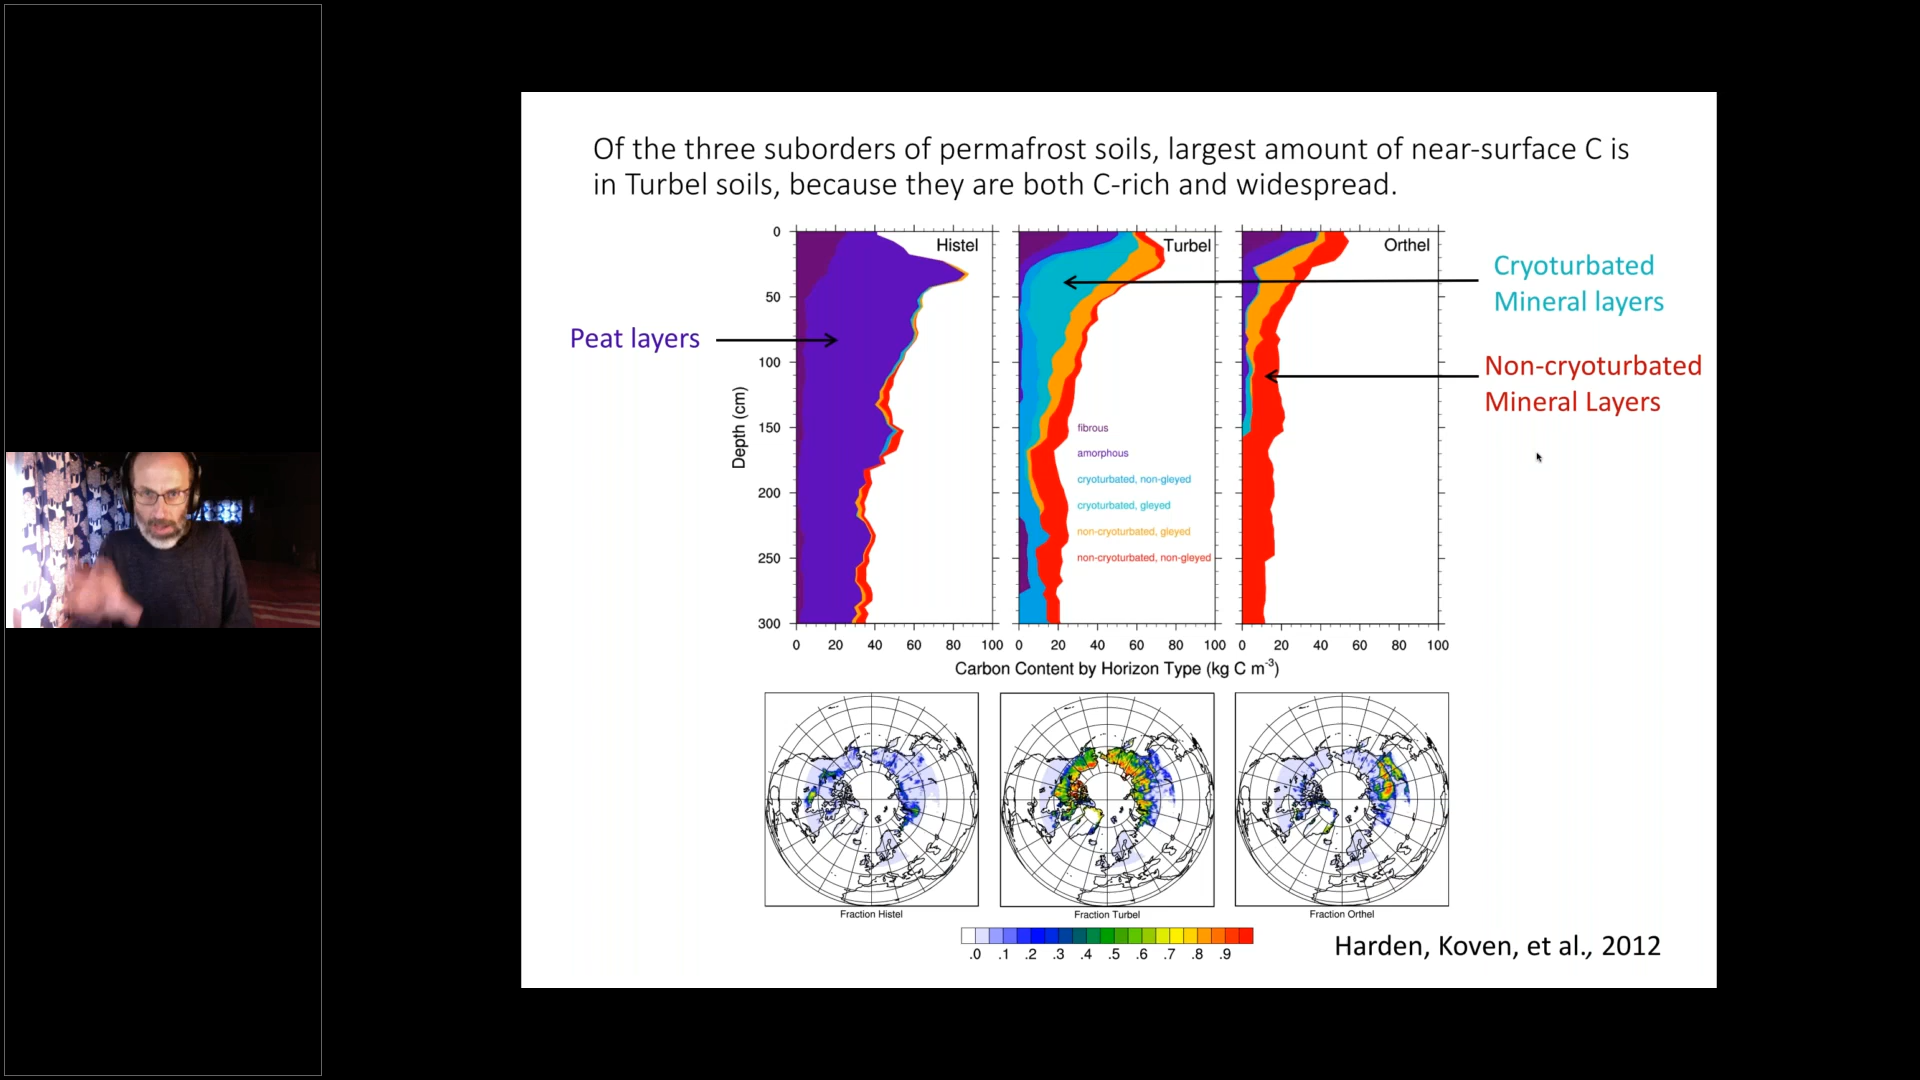 Of the three suborders of permafrost soils, largest amount of near-surface C is
in Turbel soils, because they are both C-rich and widespread.
Histel
Turbel
Orthel
Cryoturbated
Mineral layers
Peat layers
Non-cryoturbated
Mineral Layers
Depth (cm)
0
50
100
150
200
250
300
fibrous
amorphous
cryoturbated, non-gleyed
cryoturbated, gleyed
non-cryoturbated, gleyed
non-cryoturbated, non-gleyed
0 20 40 60 80 100
0 20 40 60 80 100
0 20 40 60 80 100
Carbon Content by Horizon Type (kg C m-3)
Fraction Histel
Fraction Turbel
Fraction Orthel
.0 .1 .2 .3 .4 .5 .6 .7 .8 .9
Harden, Koven, et al., 2012